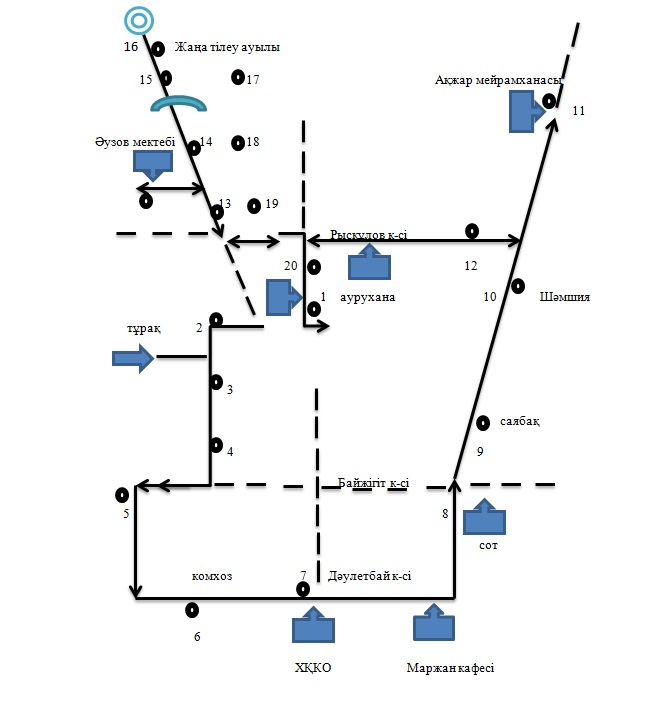 16
Жаңа тілеу ауылы
15
17
Ақжар мейрамханасы
11
Әузов мектебі
14
18
13
19
Рысқұлов к-сі
20
12
1
аурухана
10
Шәмшия
2
тұрақ
3
саябақ
4
9
Байжігіт к-сі
5
8
сот
комхоз
7
Дәулетбай к-сі
6
ХҚКО
Маржан кафесі